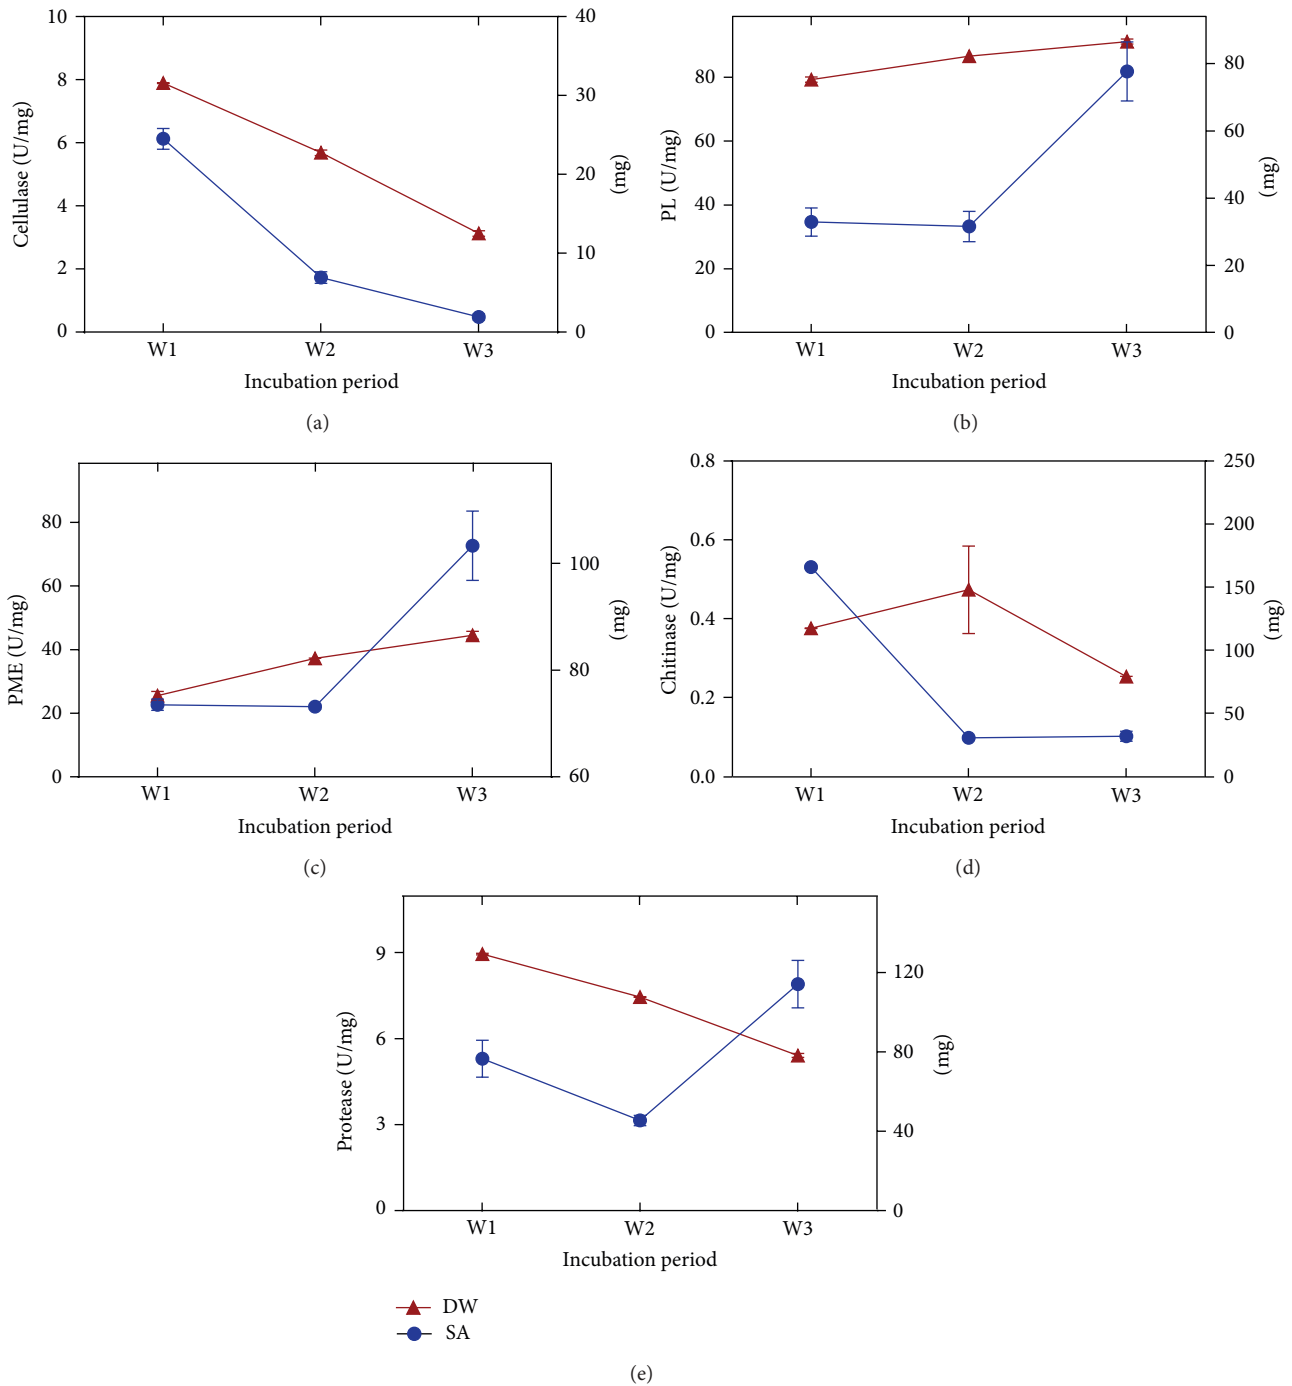 10
8
6
4
2
0
Cellulase (U/mg)
40
30
20
10
0
(mg)
W1 W2 W3
Incubation period
(a)
80
60
40
20
0
PL (U/mg)
80
60
40
20
0
(mg)
W1 W2 W3
Incubation period
(b)
80
60
40
20
0
PME (U/mg)
100
80
60
(mg)
W1 W2 W3
Incubation period
(c)
0.8
0.6
0.4
0.2
0.0
Chitinase (U/mg)
250
200
150
100
50
0
(mg)
W1 W2 W3
Incubation period
(d)
9
6
3
0
Protease (U/mg)
120
80
40
0
(mg)
W1 W2 W3
Incubation period
DW
SA
(e)